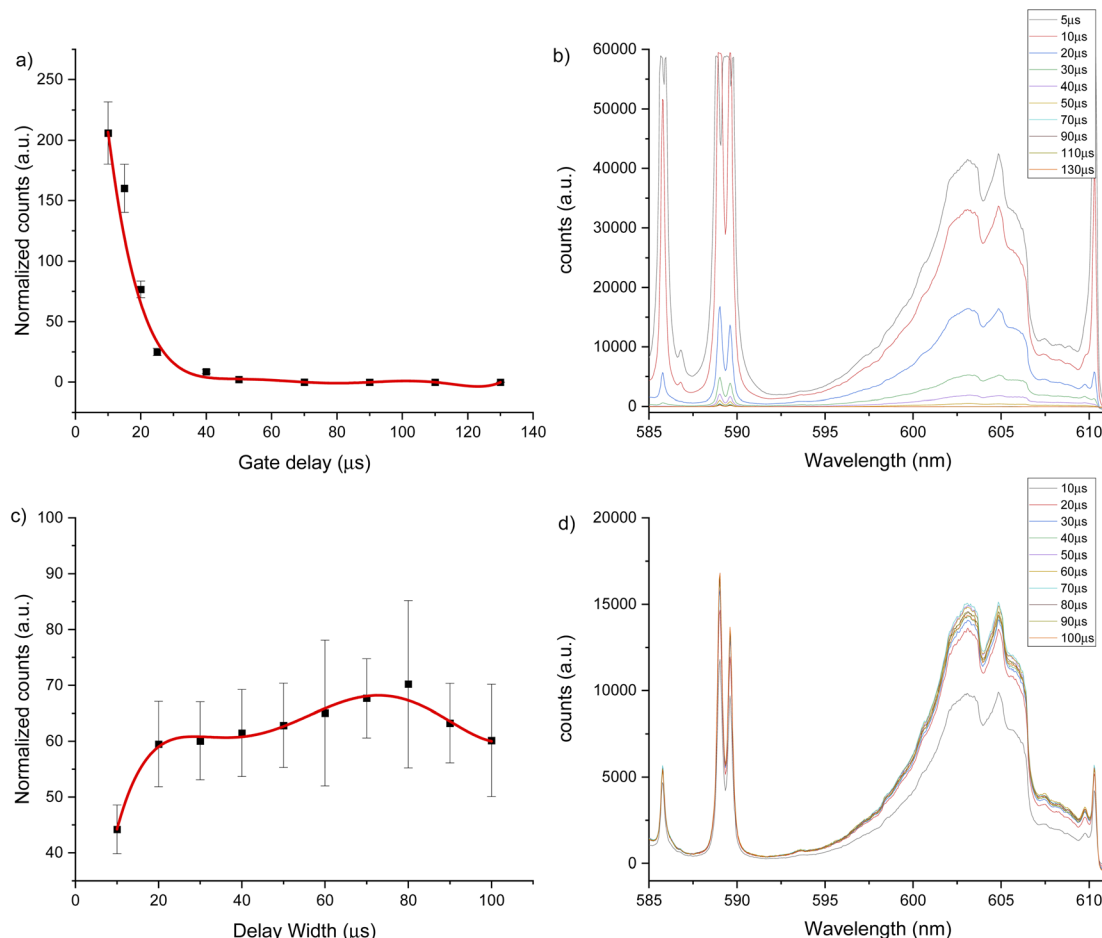 a)
Normalized counts (a.u.)
250
200
150
100
50
0
0 20 40 60 80 100 120 140
Gate delay (μs)
b)
counts (a.u.)
60000
50000
40000
30000
20000
10000
0
585 590 595 600 605 610
Wavelength (nm)
5μs
10μs
20μs
30μs
40μs
50μs
70μs
90μs
110μs
130μs
c)
Normalized counts (a.u.)
100
90
80
70
60
50
40
0 20 40 60 80 100
Delay Width (μs)
d)
counts (a.u.)
20000
15000
10000
5000
0
585 590 595 600 605 610
Wavelength (nm)
10μs
20μs
30μs
40μs
50μs
60μs
70μs
80μs
90μs
100μs